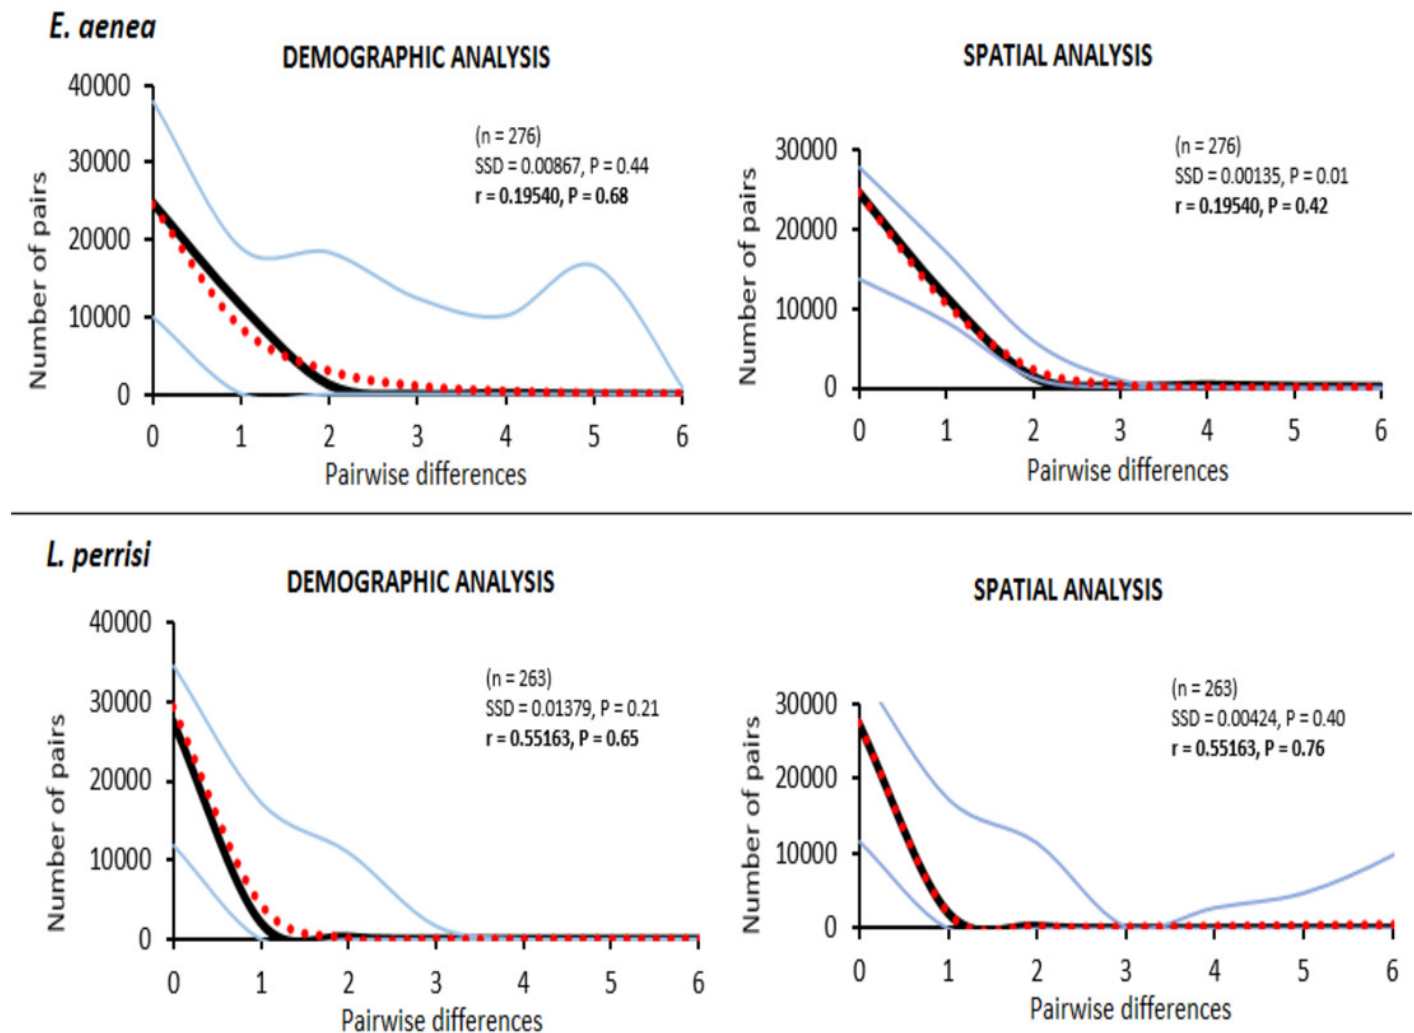 E. aenea
DEMOGRAPHIC ANALYSIS
40000
30000
20000
10000
0
Number of pairs
(n = 276)
SSD = 0.00867, P = 0.44
r = 0.19540, P = 0.68
0 1 2 3 4 5 6
Pairwise differences
SPATIAL ANALYSIS
30000
20000
10000
0
Number of pairs
(n = 276)
SSD = 0.00135, P = 0.01
r = 0.19540, P = 0.42
0 1 2 3 4 5 6
Pairwise differences
L. perrisi
DEMOGRAPHIC ANALYSIS
40000
30000
20000
10000
0
Number of pairs
(n = 263)
SSD = 0.01379, P = 0.21
r = 0.55163, P = 0.65
0 1 2 3 4 5 6
Pairwise differences
SPATIAL ANALYSIS
30000
20000
10000
0
Number of pairs
(n = 263)
SSD = 0.00424, P = 0.40
r = 0.55163, P = 0.76
0 1 2 3 4 5 6
Pairwise differences